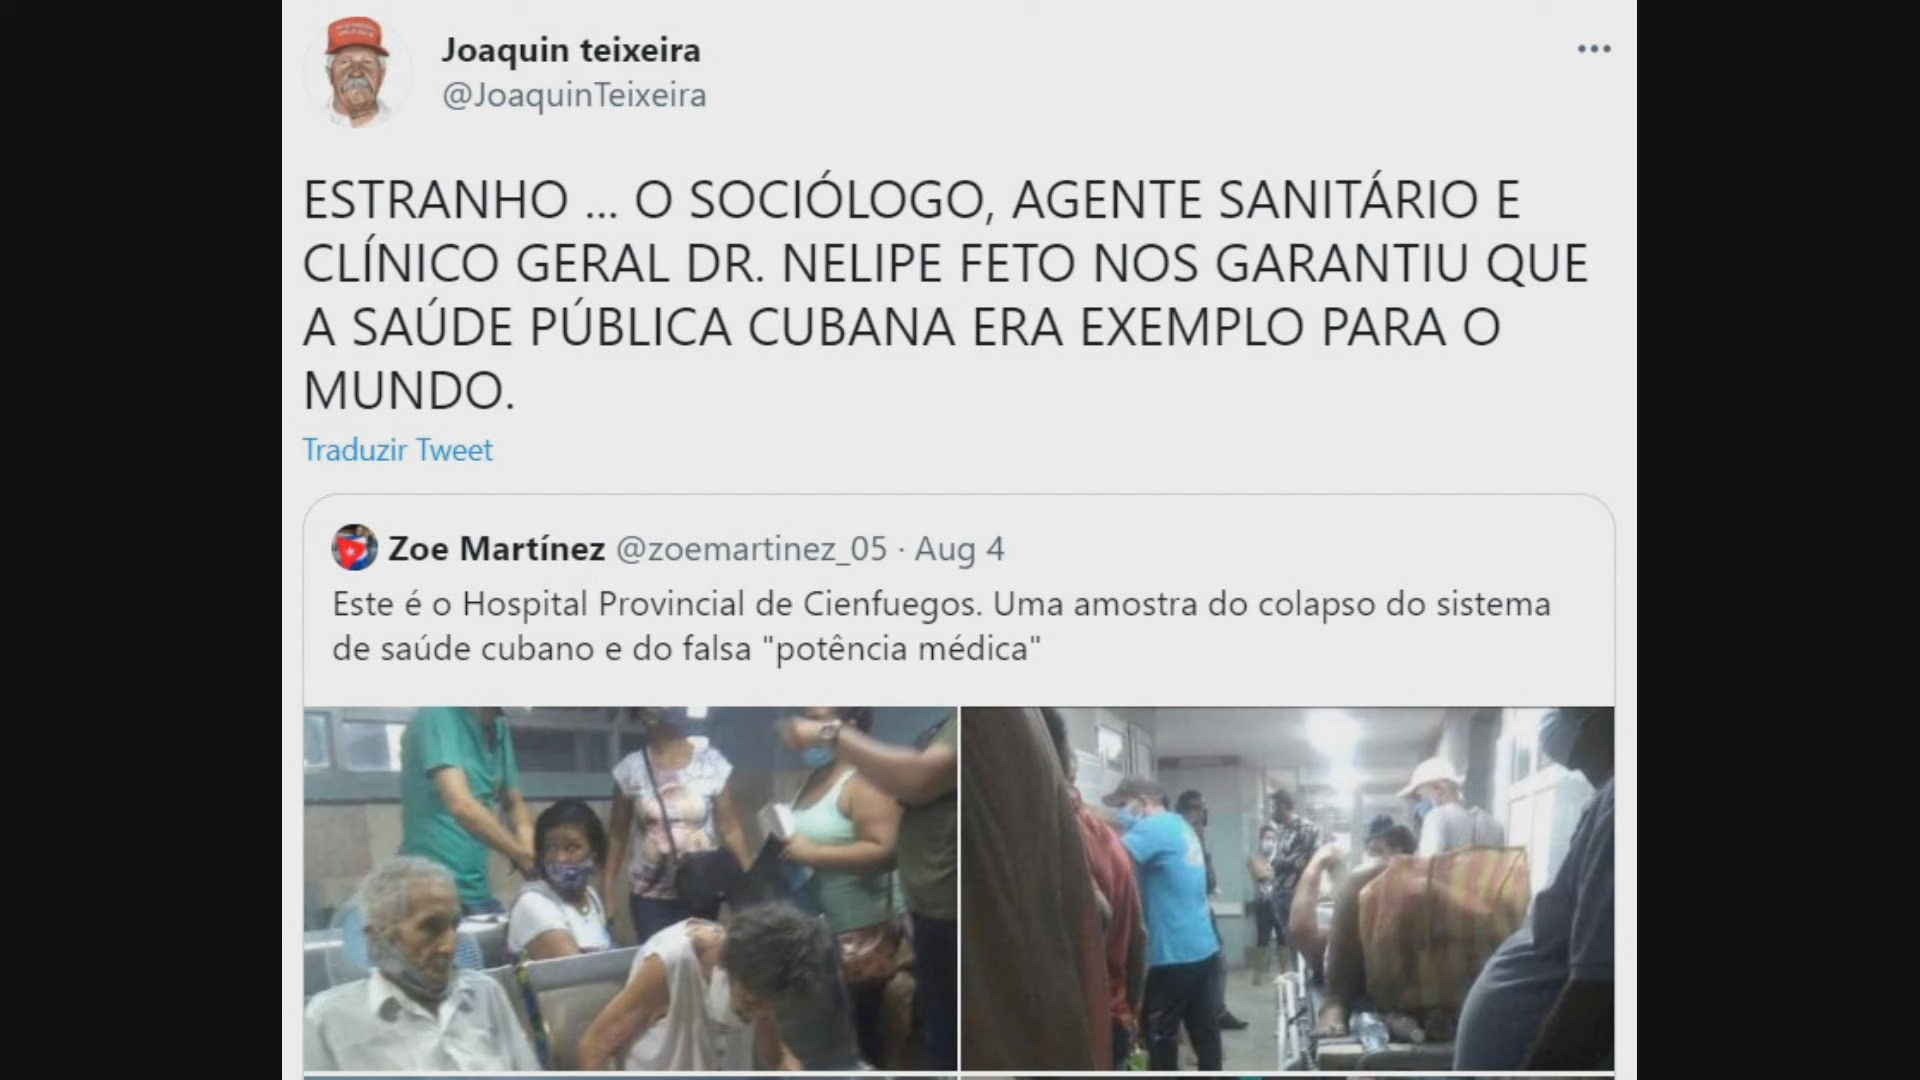 Joaquin teixeira
@JoaquinTeixeira
ESTRANHO ... O SOCIÓLOGO, AGENTE SANITÁRIO E
CLÍNICO GERAL DR. NELIPE FETO NOS GARANTIU QUE
A SAÚDE PÚBLICA CUBANA ERA EXEMPLO PARA O
MUNDO.
Traduzir Tweet
Zoe Martínez @zoemartinez_05 · Aug 4
Este é o Hospital Provincial de Cienfuegos. Uma amostra do colapso do sistema
de saúde cubano e do falsa "potência médica"